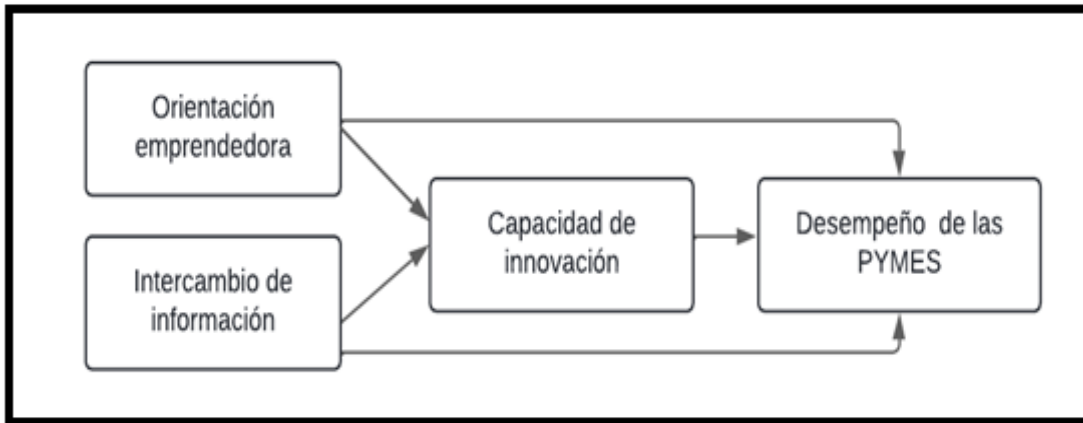 Orientación
emprendedora
Intercambio de
información
Capacidad de
innovación
Desempeño de las
PYMES